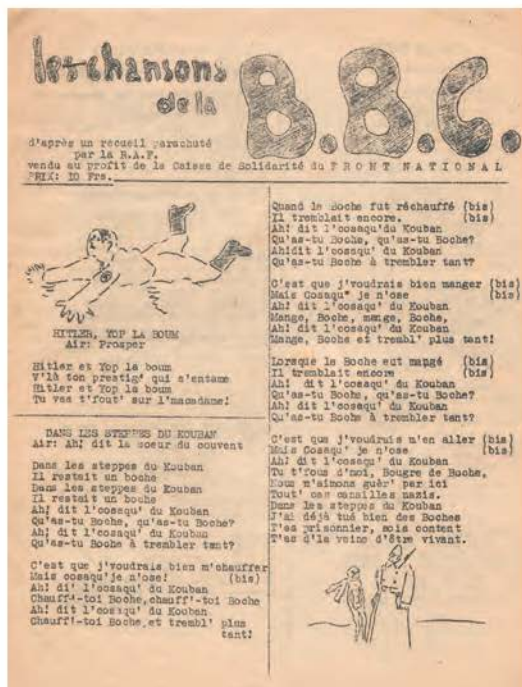 les chansons
de la
B.B.C.
d'après un recueil parachuté
par la R.A.F.
vendu au profit de la Caisse de Solidarité du FRONT NATIONAL
PRIX: 10 Frs.
HITLER, YOP LA BOUM
Air: Prosper
Hitler et Yop la boum
V'là ton prestig' qui s'entame
Hitler et Yop la boum
Tu vas t'fout' sur l'macadame!
DANS LES STEPPES DU KOUBAN
Air: Ah! dit la soeur du couvent
Dans les steppes du Kouban
Il restait un boche
Dans les steppes du Kouban
Il restait un boche
Ah! dit l'cosaqu' du Kouban
Qu'as-tu Boche, qu'as-tu Boche?
Ah! dit l'cosaqu' du Kouban
Qu'as-tu Boche à trembler tant?
C'est que j'voudrais bien m'chauffer
Mais cosaqu'je n'ose! (bis)
Ah! di' l'cosaqu' du Kouban
Chauff'-toi Boche, chauff'-toi Boche
Ah! dit l'cosaqu' du Kouban
Chauff'-toi Boche, et trembl' plus
tant!
Quand le Boche fut réchauffé (bis)
Il tremblait encore. (bis)
Ah! dit l'cosaqu'du Kouban
Qu'as-tu Boche, qu'as-tu Boche?
Ah!dit l'cosaqu' du Kouban
Qu'as-tu Boche à trembler tant?
C'est que j'voudrais bien manger (bis)
Mais Cosaqu' je n'ose (bis)
Ah! dit l'cosaqu' du Kouban
Mange, Boche, mange, Boche,
Ah! dit l'cosaqu' du Kouban
Mange, Boche et trembl' plus tant!
Lorsque le Boche eut mangé (bis)
Il tremblait encore (bis)
Ah! dit l'cosaqu' du Kouban
Qu'as-tu Boche, qu'as-tu Boche?
Ah! dit l'cosaqu' du Kouban
Qu'as-tu Boche à trembler tant?
C'est que j'voudrais m'en aller (bis)
Mais Cosaqu' je n'ose (bis)
Ah! dit l'cosaqu' du Kouban
Tu t'fous d'moi, Bougre de Boche,
Nous n'aimons guèr' par ici
Tout' ces canailles nazis.
Dans les steppes du Kouban
J'ai déjà tué bien des Boches
T'es prisonnier, sois content
T'as d'la veine d'être vivant.